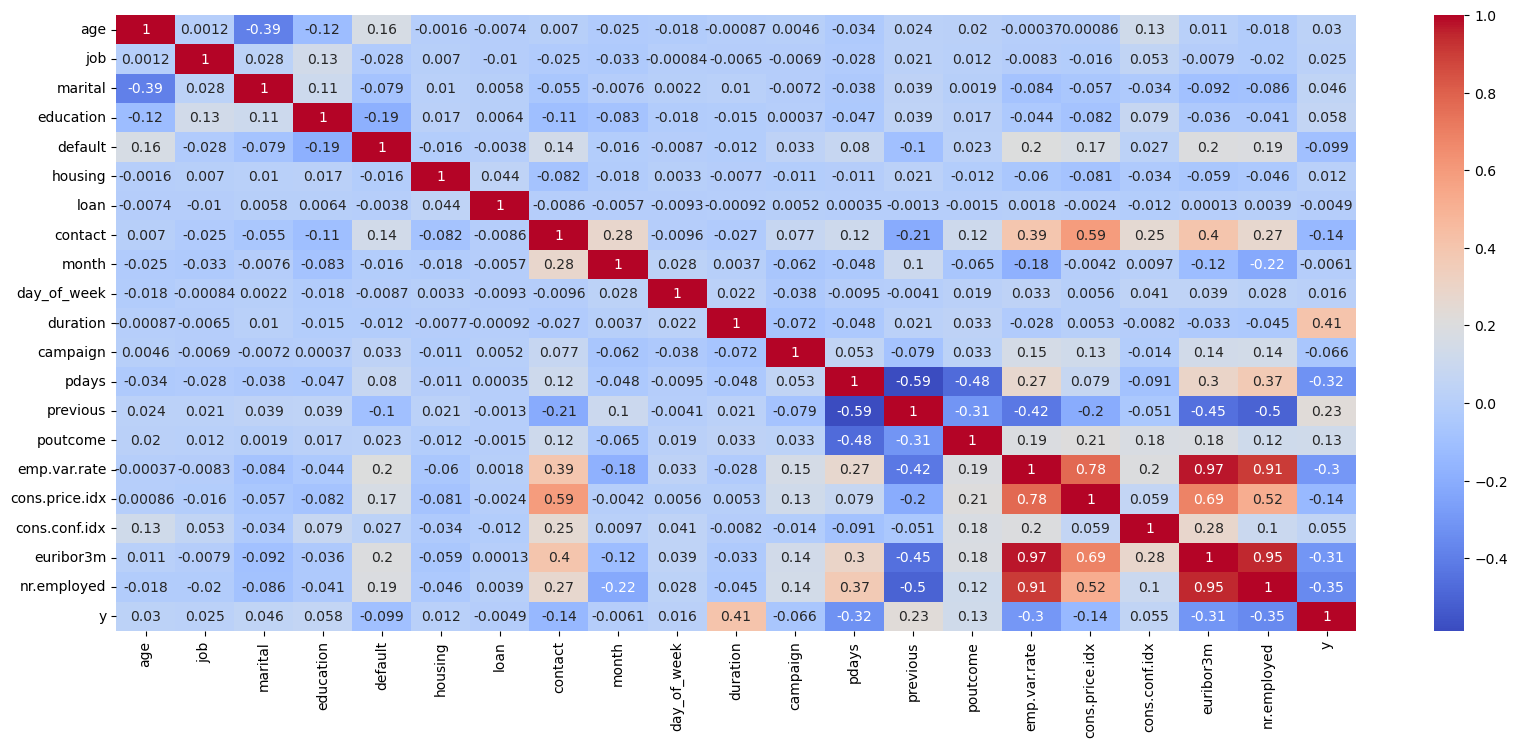 age 1 0.0012 -0.39 -0.12 0.16 -0.0016 -0.0074 0.007 -0.025 -0.018 -0.00087 0.0046 -0.034 0.024 0.02 -0.00037 0.00086 0.13 0.011 -0.018 0.03
job 0.0012 1 0.028 0.13 -0.028 0.007 -0.01 -0.025 -0.033 -0.00084 -0.0065 -0.0069 -0.028 0.021 0.012 -0.0083 -0.016 0.053 -0.0079 -0.02 0.025
marital -0.39 0.028 1 0.11 -0.079 0.01 0.0058 -0.055 -0.0076 0.0022 0.01 -0.0072 -0.038 0.039 0.0019 -0.084 -0.057 -0.034 -0.092 -0.086 0.046
education -0.12 0.13 0.11 1 -0.19 0.017 0.0064 -0.11 -0.083 -0.018 -0.015 0.00037 -0.047 0.039 0.017 -0.044 -0.082 0.079 -0.036 -0.041 0.058
default 0.16 -0.028 -0.079 -0.19 1 -0.016 -0.0038 0.14 -0.016 -0.0087 -0.012 0.033 0.08 -0.1 0.023 0.2 0.17 0.027 0.2 0.19 -0.099
housing -0.0016 0.007 0.01 0.017 -0.016 1 0.044 -0.082 -0.018 0.0033 -0.0077 -0.011 -0.011 0.021 -0.012 -0.06 -0.081 -0.034 -0.059 -0.046 0.012
loan -0.0074 -0.01 0.0058 0.0064 -0.0038 0.044 1 -0.0086 -0.0057 -0.0093 -0.00092 0.0052 0.00035 -0.0013 -0.0015 0.0018 -0.0024 -0.012 0.00013 0.0039 -0.0049
contact 0.007 -0.025 -0.055 -0.11 0.14 -0.082 -0.0086 1 0.28 -0.0096 -0.027 0.077 0.12 -0.21 0.12 0.39 0.59 0.25 0.4 0.27 -0.14
month -0.025 -0.033 -0.0076 -0.083 -0.016 -0.018 -0.0057 0.28 1 0.028 0.0037 -0.062 -0.048 0.1 -0.065 -0.18 -0.0042 0.0097 -0.12 -0.22 -0.0061
day_of_week -0.018 -0.00084 0.0022 -0.018 -0.0087 0.0033 -0.0093 -0.0096 0.028 1 0.022 -0.038 -0.0095 -0.0041 0.019 0.033 0.0056 0.041 0.039 0.028 0.016
duration -0.00087 -0.0065 0.01 -0.015 -0.012 -0.0077 -0.00092 -0.027 0.0037 0.022 1 -0.072 -0.048 0.021 0.033 -0.028 0.0053 -0.0082 -0.033 -0.045 0.41
campaign 0.0046 -0.0069 -0.0072 0.00037 0.033 -0.011 0.0052 0.077 -0.062 -0.038 -0.072 1 0.053 -0.079 0.033 0.15 0.13 -0.014 0.14 0.14 -0.066
pdays -0.034 -0.028 -0.038 -0.047 0.08 -0.011 0.00035 0.12 -0.048 -0.0095 -0.048 0.053 1 -0.59 -0.48 0.27 0.079 -0.091 0.3 0.37 -0.32
previous 0.024 0.021 0.039 0.039 -0.1 0.021 -0.0013 -0.21 0.1 -0.0041 0.021 -0.079 -0.59 1 -0.31 -0.42 -0.2 -0.051 -0.45 -0.5 0.23
poutcome 0.02 0.012 0.0019 0.017 0.023 -0.012 -0.0015 0.12 -0.065 0.019 0.033 0.033 -0.48 -0.31 1 0.19 0.21 0.18 0.18 0.12 0.13
emp.var.rate -0.00037 -0.0083 -0.084 -0.044 0.2 -0.06 0.0018 0.39 -0.18 0.033 -0.028 0.15 0.27 -0.42 0.19 1 0.78 0.2 0.97 0.91 -0.3
cons.price.idx 0.00086 -0.016 -0.057 -0.082 0.17 -0.081 -0.0024 0.59 -0.0042 0.0056 0.0053 0.13 0.079 -0.2 0.21 0.78 1 0.059 0.69 0.52 -0.14
cons.conf.idx 0.13 0.053 -0.034 0.079 0.027 -0.034 -0.012 0.25 0.0097 0.041 -0.0082 -0.014 -0.091 -0.051 0.18 0.2 0.059 1 0.28 0.1 0.055
euribor3m 0.011 -0.0079 -0.092 -0.036 0.2 -0.059 0.00013 0.4 -0.12 0.039 -0.033 0.14 0.3 -0.45 0.18 0.97 0.69 0.28 1 0.95 -0.31
nr.employed -0.018 -0.02 -0.086 -0.041 0.19 -0.046 0.0039 0.27 -0.22 0.028 -0.045 0.14 0.37 -0.5 0.12 0.91 0.52 0.1 0.95 1 -0.35
y 0.03 0.025 0.046 0.058 -0.099 0.012 -0.0049 -0.14 -0.0061 0.016 0.41 -0.066 -0.32 0.23 0.13 -0.3 -0.14 0.055 -0.31 -0.35 1
age job marital education default housing loan contact month day_of_week duration campaign pdays previous poutcome emp.var.rate cons.price.idx cons.conf.idx euribor3m nr.employed y
1.0
0.8
0.6
0.4
0.2
0.0
−0.2
−0.4